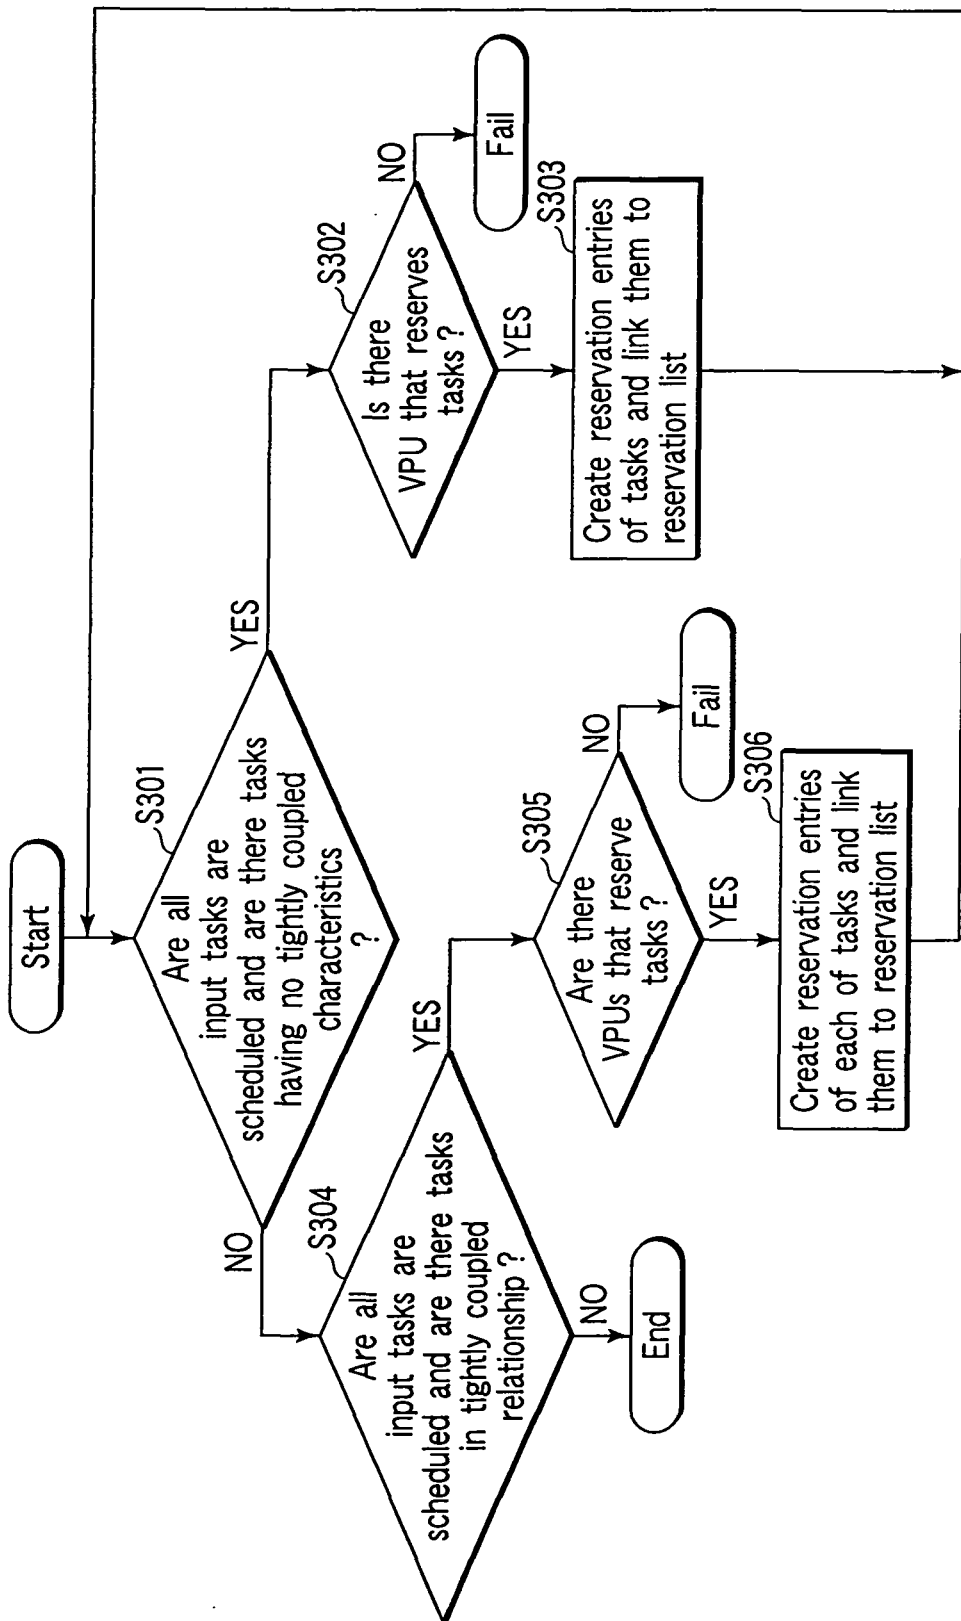 Start
S301
Are all
input tasks are
scheduled and are there tasks
having no tightly coupled
characteristics
?
YES
NO
S302
Is there
VPU that reserves
tasks ?
NO
Fail
YES
S303
Create reservation entries
of tasks and link them to
reservation list
S304
Are all
input tasks are
scheduled and are there tasks
in tightly coupled
relationship ?
YES
NO
End
S305
Are there
VPUs that reserve
tasks ?
NO
Fail
YES
S306
Create reservation entries
of each of tasks and link
them to reservation list